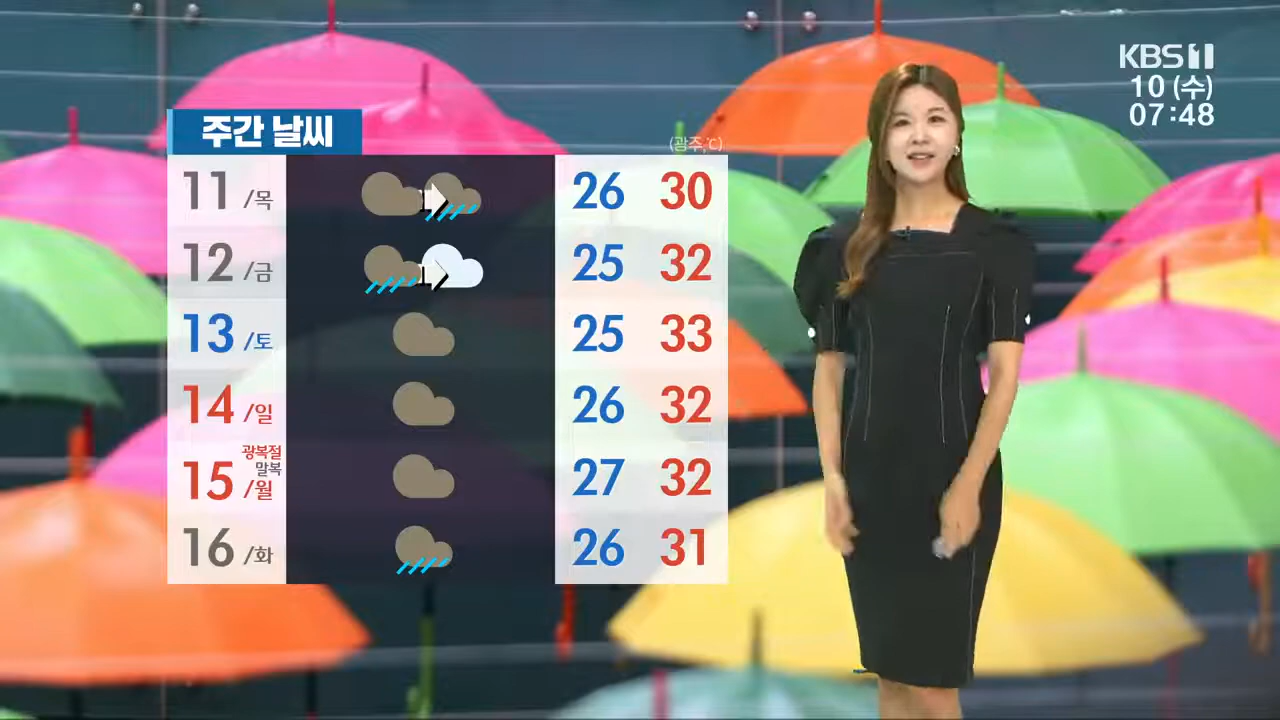 KBS 1
10 (수)
07:48
주간 날씨
(광주,℃)
11 /목 26 30
12 /금 25 32
13 /토 25 33
14 /일 26 32
광복절
말복
15 /월 27 32
16 /화 26 31